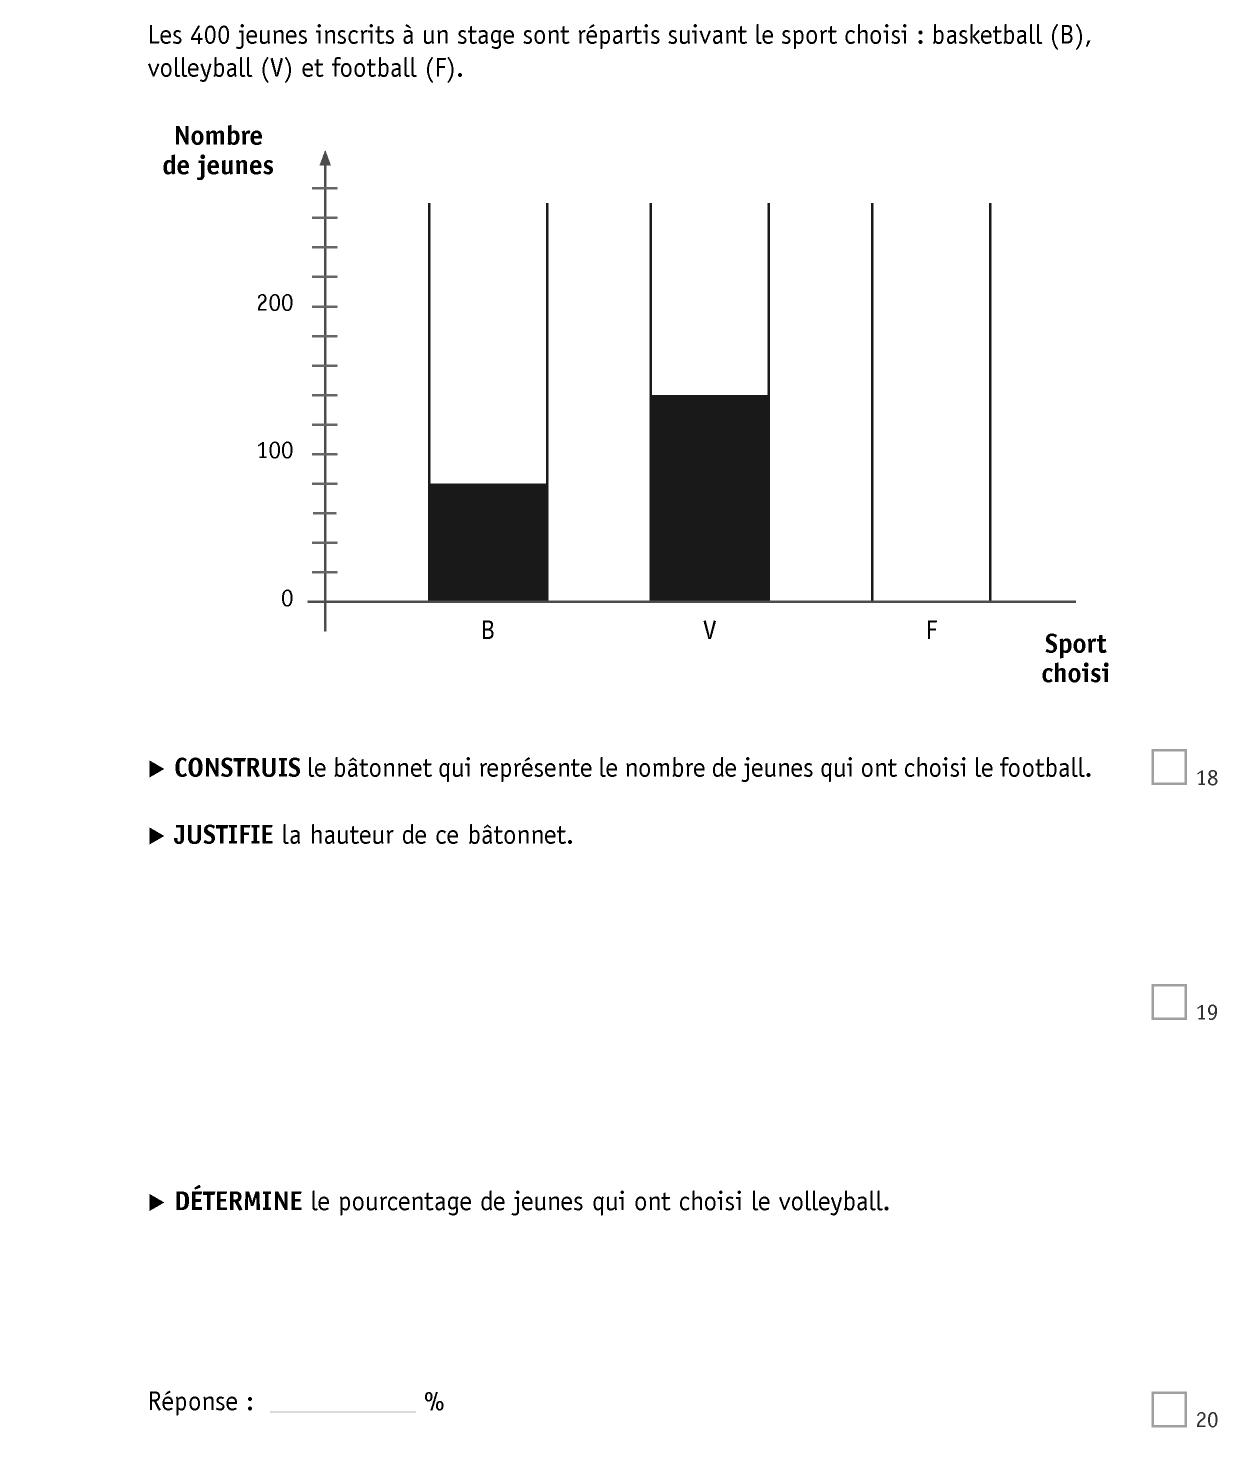 Les 400 jeunes inscrits à un stage sont répartis suivant le sport choisi : basketball (B),
volleyball (V) et football (F).
Nombre
de jeunes
200
100
0
B
V
F
Sport
choisi
► CONSTRUIS le bâtonnet qui représente le nombre de jeunes qui ont choisi le football.
18
► JUSTIFIE la hauteur de ce bâtonnet.
19
► DÉTERMINE le pourcentage de jeunes qui ont choisi le volleyball.
Réponse : __________ %
20